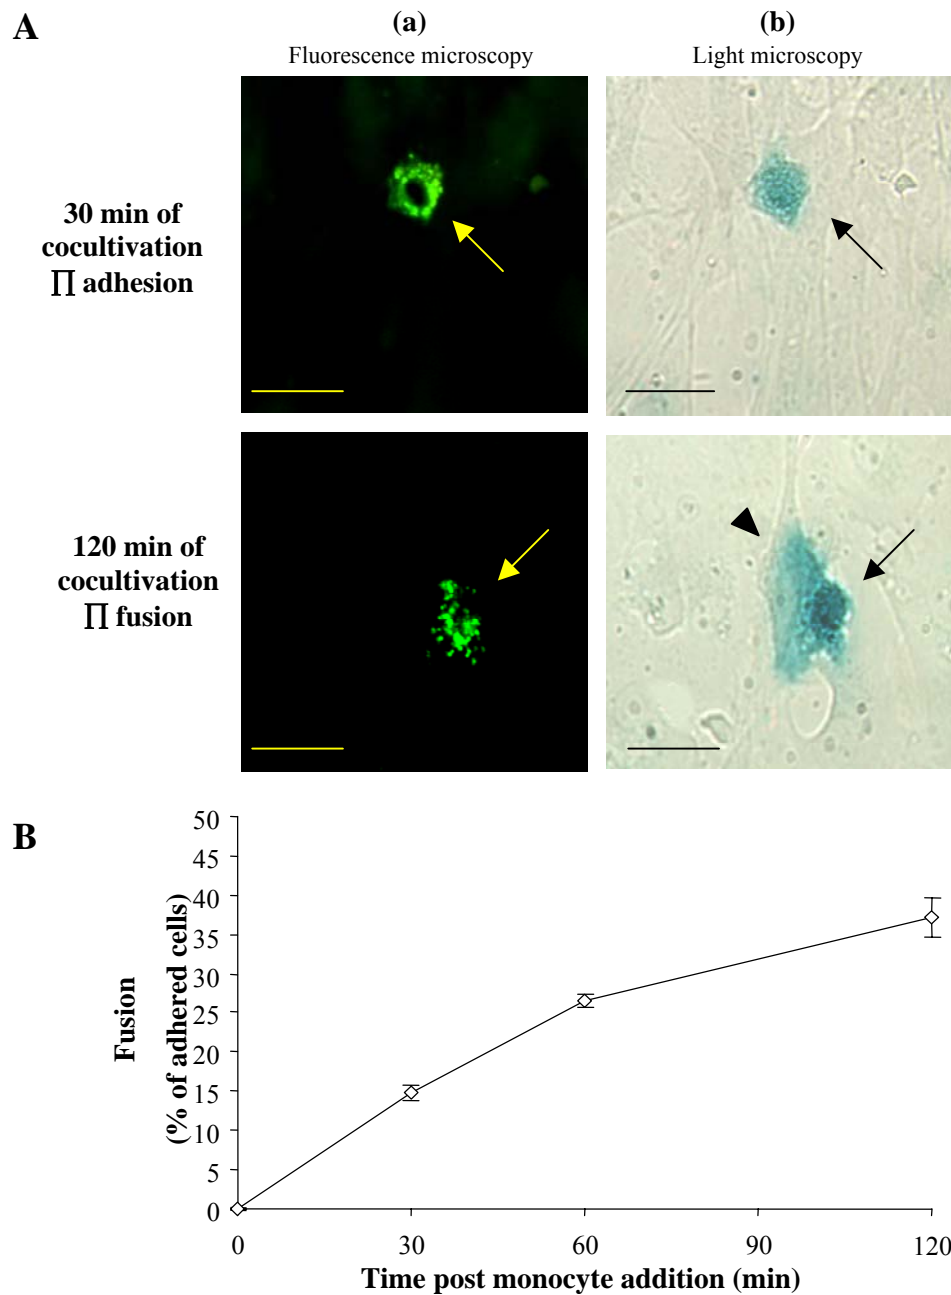 A
(a)
(b)
Fluorescence microscopy
Light microscopy
30 min of
cocultivation
∏ adhesion
120 min of
cocultivation
∏ fusion
B
Fusion
(% of adhered cells)
50
45
40
35
30
25
20
15
10
5
0
0
30
60
90
120
Time post monocyte addition (min)